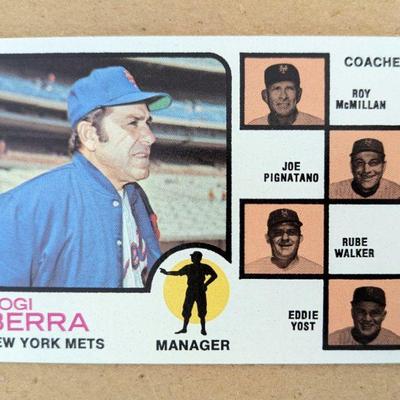 COACHE
ROY
McMILLAN
JOE
PIGNATANO
RUBE
WALKER
EDDIE
YOST
OGI
BERRA
EW YORK METS
MANAGER